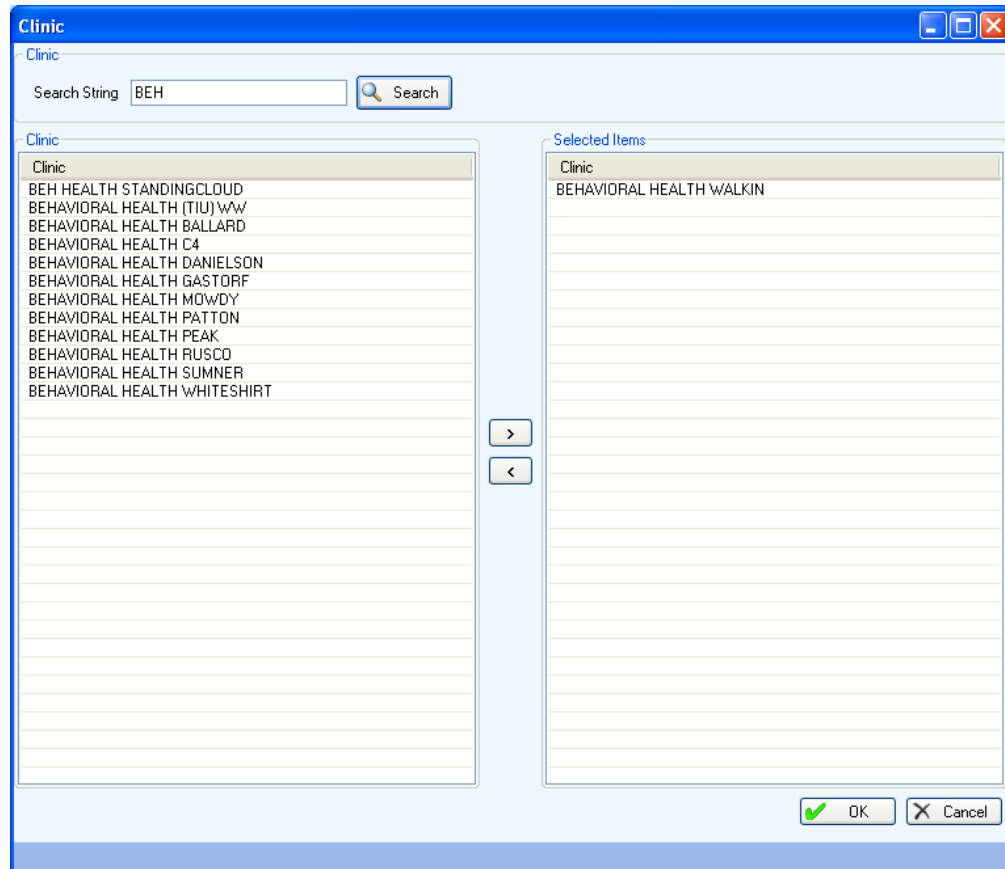 Clinic
Clinic
Search String BEH Search
Clinic
Clinic
BEH HEALTH STANDINGCLOUD
BEHAVIORAL HEALTH (TIU) WW
BEHAVIORAL HEALTH BALLARD
BEHAVIORAL HEALTH C4
BEHAVIORAL HEALTH DANIELSON
BEHAVIORAL HEALTH GASTORF
BEHAVIORAL HEALTH MOWDY
BEHAVIORAL HEALTH PATTON
BEHAVIORAL HEALTH PEAK
BEHAVIORAL HEALTH RUSCO
BEHAVIORAL HEALTH SUMNER
BEHAVIORAL HEALTH WHITESHIRT
>
<
Selected Items
Clinic
BEHAVIORAL HEALTH WALKIN
OK Cancel